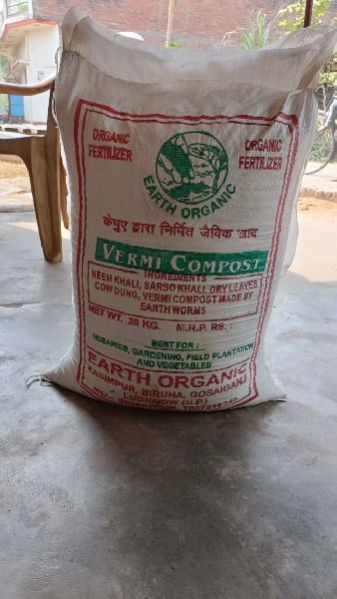 ORGANIC FERTILIZER
ORGANIC FERTILIZER
EARTH ORGANIC
केचुए द्वारा निर्मित जैविक खाद
VERMI COMPOST
INGREDIENTS
NEEM KHALI, SARSO KHALI, DRY LEAVES
COW DUNG, VERMI COMPOST MADE BY
EARTH WORMS
NET WT. 20 KG. M.R.P. RS.:
BEST FOR:
NUSARIES, GARDENING, FIELD PLANTATION
AND VEGETABLES
EARTH ORGANIC
KASIMPUR, BIRUHA, GOSAIGANJ
LUCKNOW (U.P.)